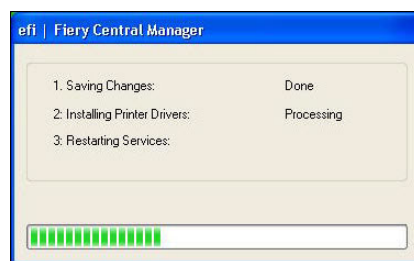 efi | Fiery Central Manager
1. Saving Changes: Done
2: Installing Printer Drivers: Processing
3: Restarting Services: